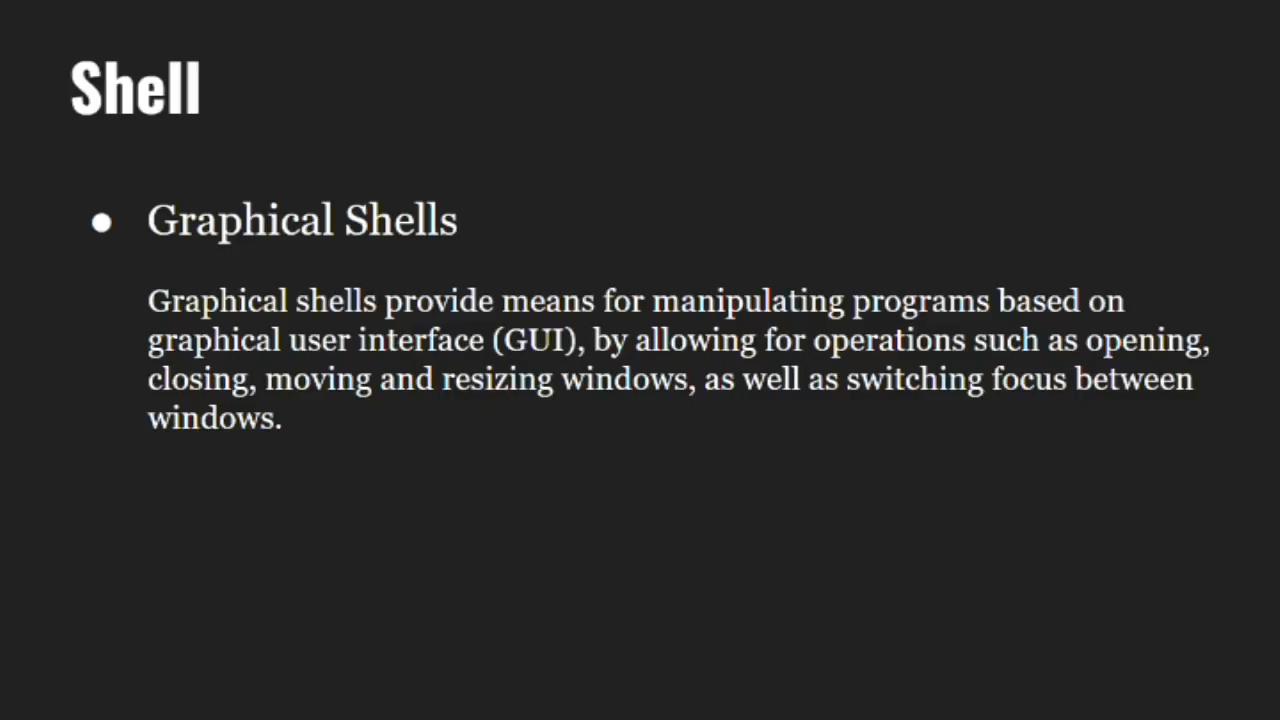 Shell
● Graphical Shells
Graphical shells provide means for manipulating programs based on
graphical user interface (GUI), by allowing for operations such as opening,
closing, moving and resizing windows, as well as switching focus between
windows.